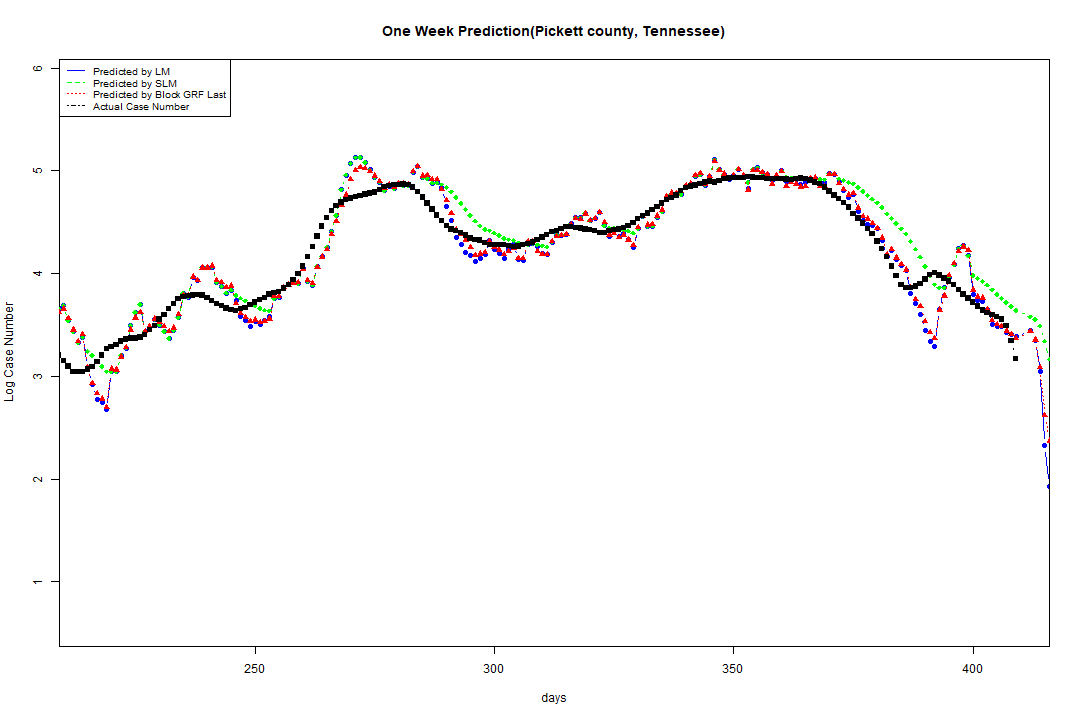 One Week Prediction(Pickett county, Tennessee)
Predicted by LM
Predicted by SLM
Predicted by Block GRF Last
Actual Case Number
6
5
4
3
2
1
Log Case Number
250 300 350 400
days